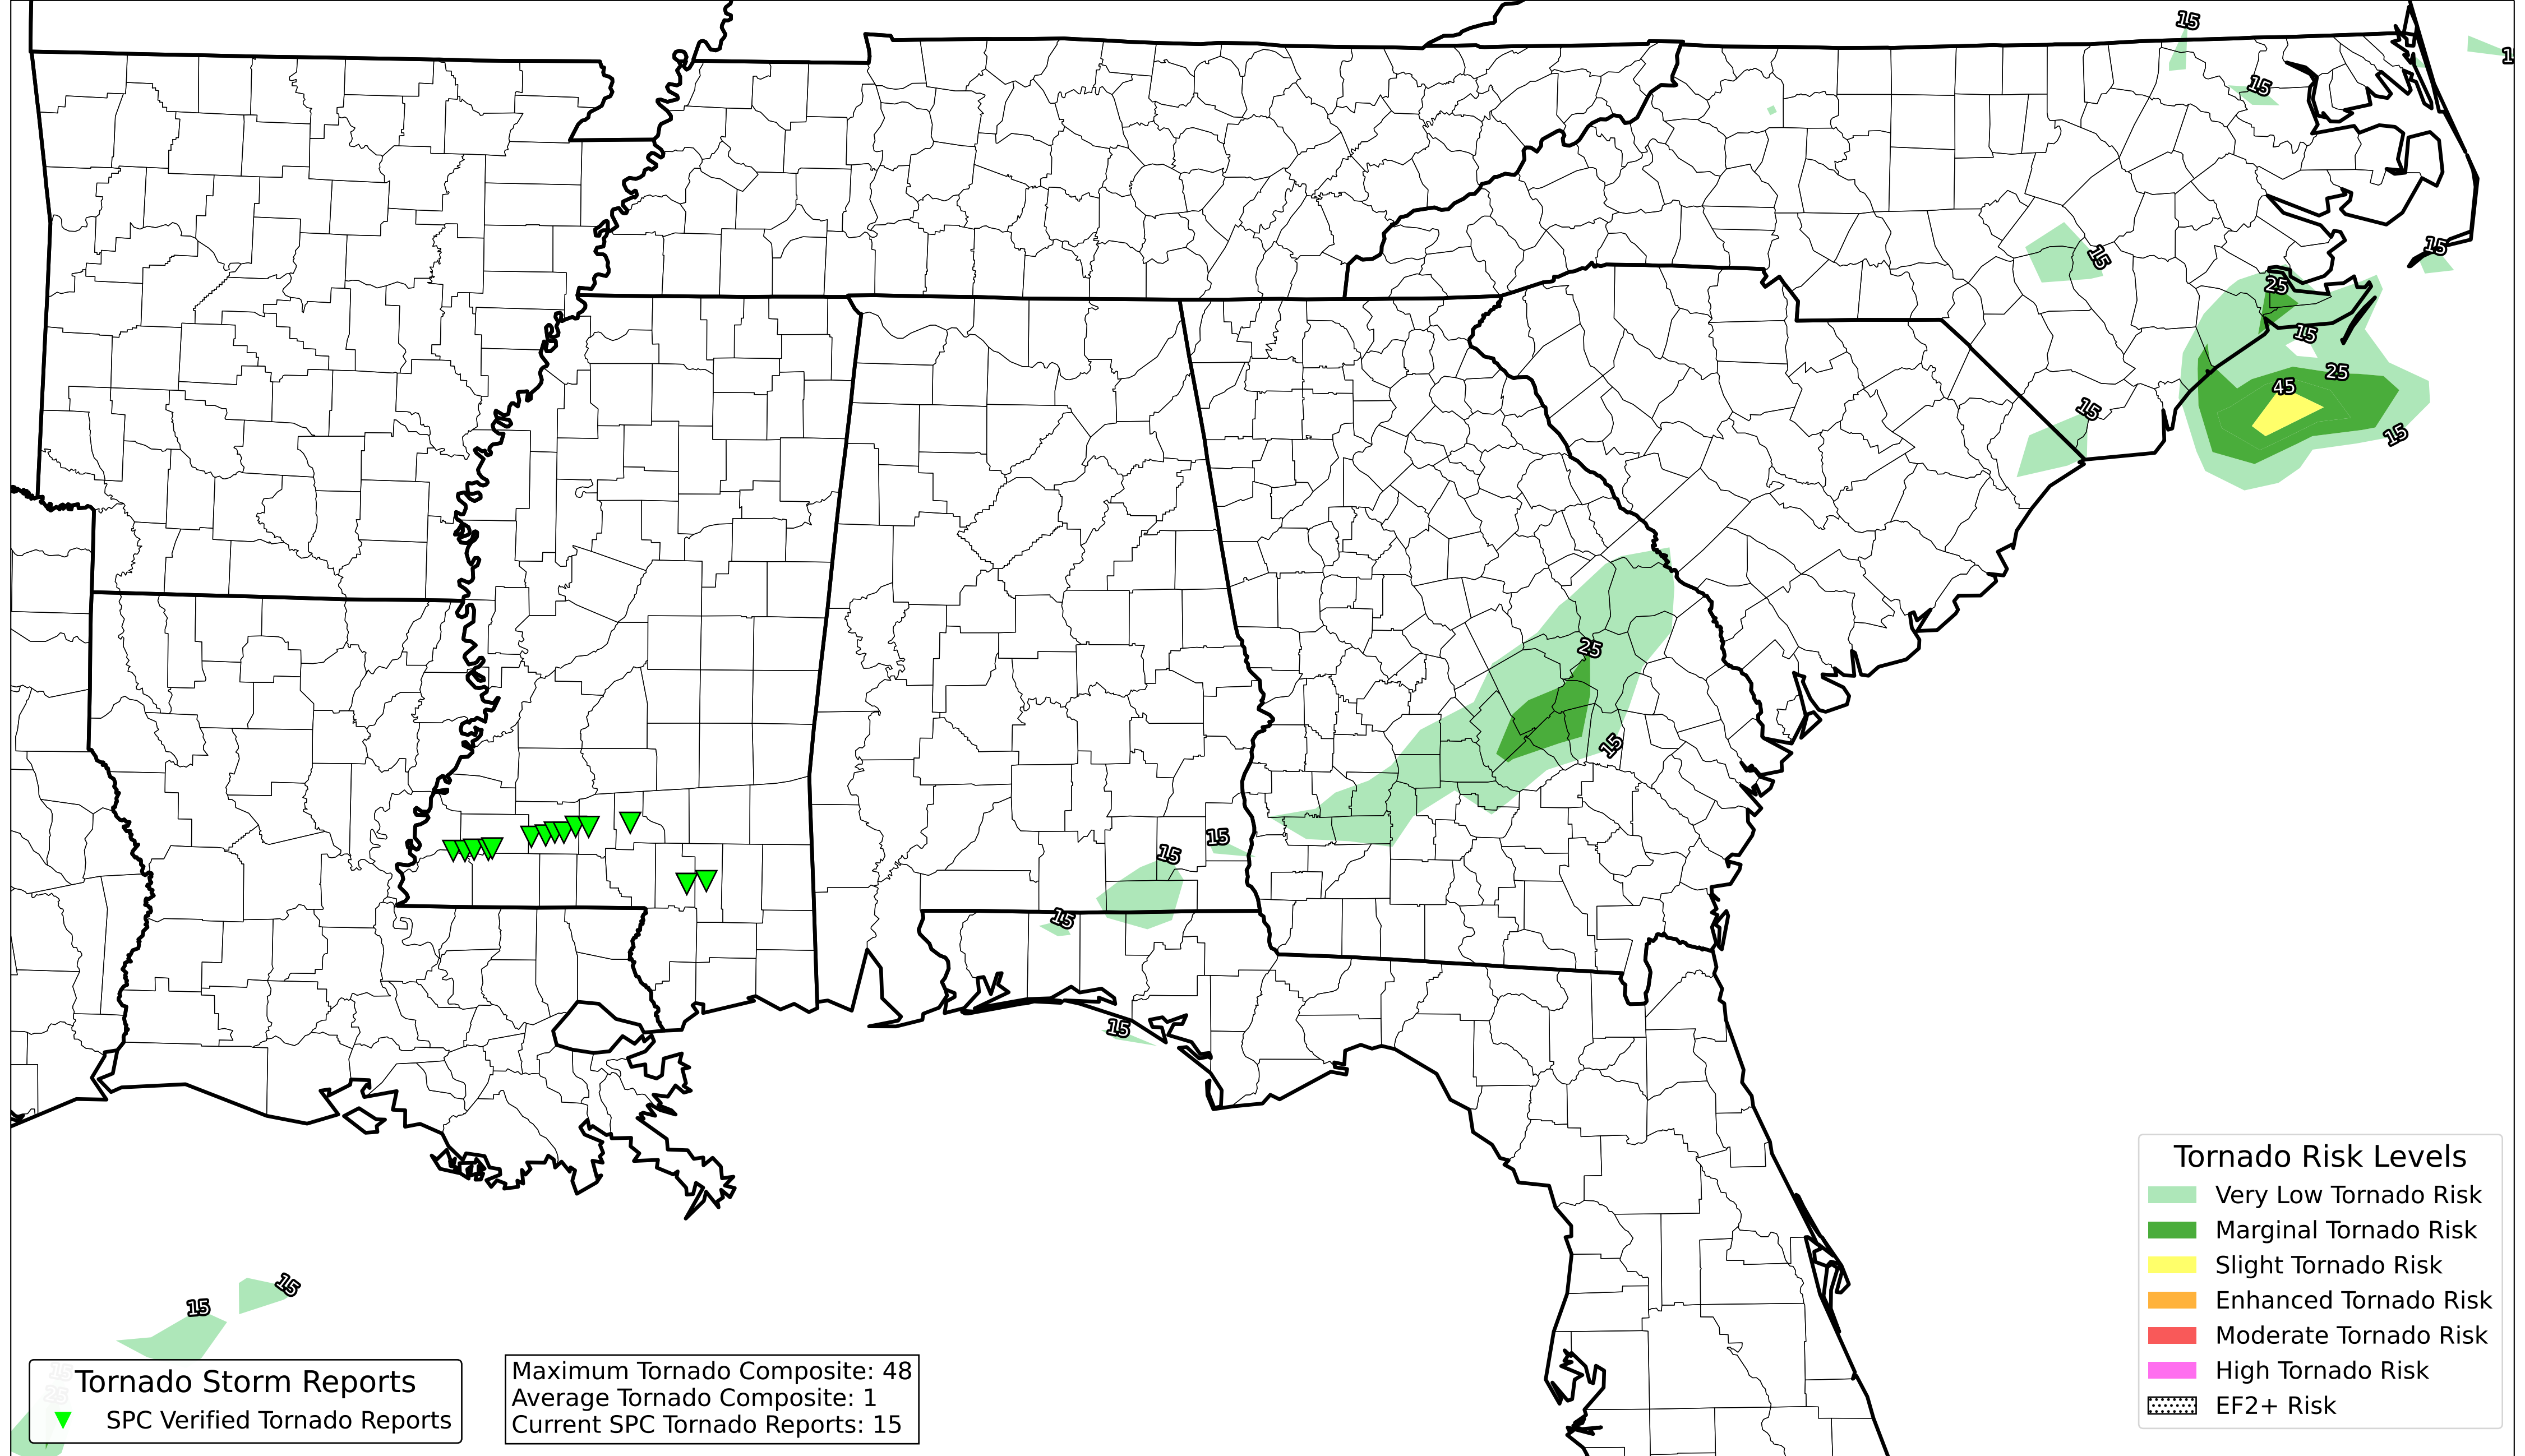 15
1
15
15
15
25
15
25
45
15
15
25
15
15
15
15
15
15
15
15
25
Tornado Storm Reports
SPC Verified Tornado Reports
Maximum Tornado Composite: 48
Average Tornado Composite: 1
Current SPC Tornado Reports: 15
Tornado Risk Levels
Very Low Tornado Risk
Marginal Tornado Risk
Slight Tornado Risk
Enhanced Tornado Risk
Moderate Tornado Risk
High Tornado Risk
EF2+ Risk